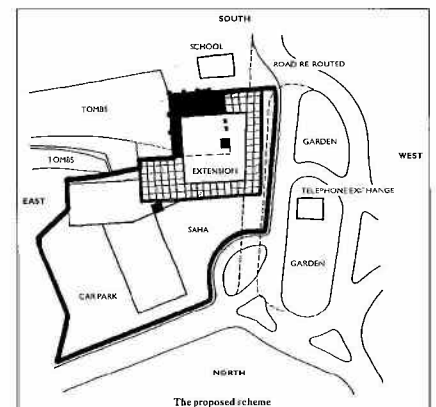 SOUTH
SCHOOL
ROAD RE-ROUTED
TOMBS
GARDEN
TOMBS
WEST
EXTENSION
TELEPHONE EXCHANGE
EAST
SAHA
GARDEN
CAR PARK
NORTH
The proposed scheme